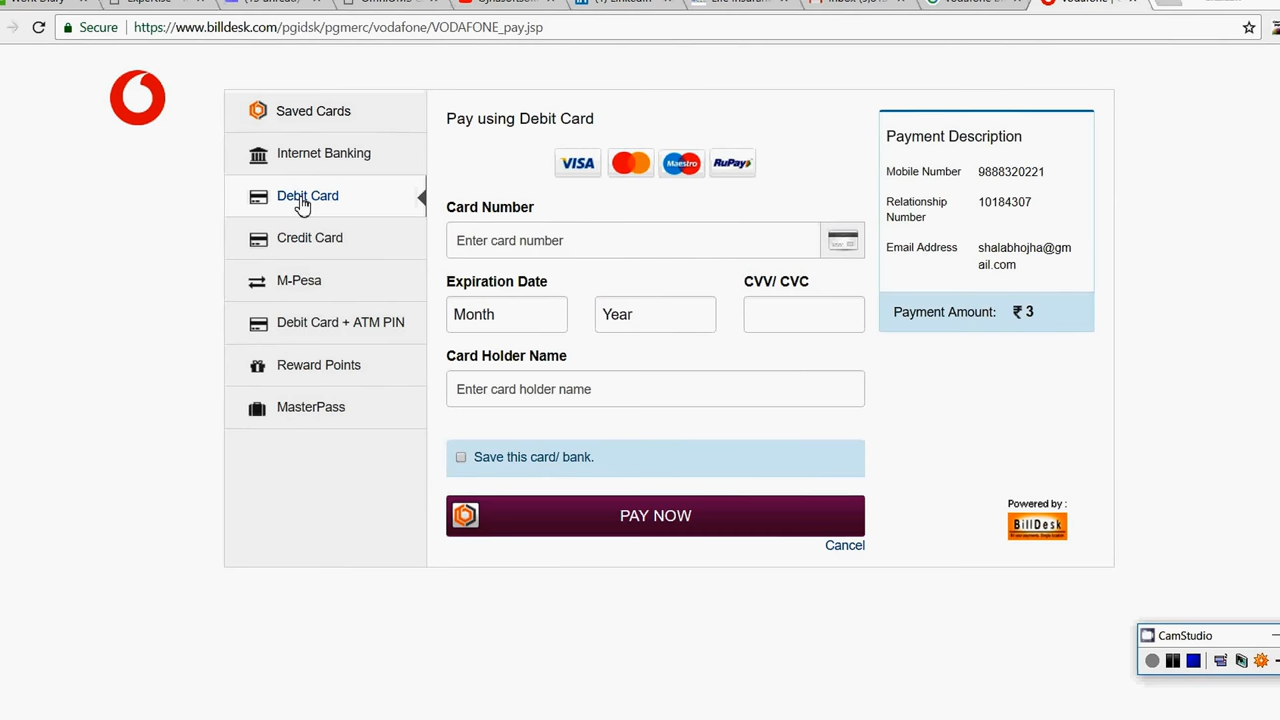 Secure
https://www.billdesk.com/pgidsk/pgmerc/vodafone/VODAFONE_pay.jsp
Saved Cards
Internet Banking
Debit Card
Credit Card
M-Pesa
Debit Card + ATM PIN
Reward Points
MasterPass
Pay using Debit Card
VISA
Maestro
RuPay
Card Number
Enter card number
Expiration Date
CVV/ CVC
Month
Year
Card Holder Name
Enter card holder name
Save this card/ bank.
PAY NOW
Cancel
Payment Description
Mobile Number 9888320221
Relationship 10184307
Number
Email Address shalabhojha@gm
ail.com
Payment Amount: ₹ 3
Powered by :
BillDesk
CamStudio